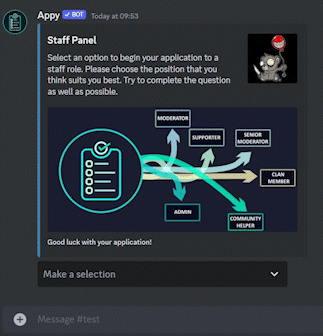 Appy ✓ BOT Today at 09:53
Staff Panel
Select an option to begin your application to
a staff role. Please choose the position that you
think suits you best. Try to complete the question
as well as possible.
MODERATOR
SUPPORTER
SENIOR
MODERATOR
CLAN
MEMBER
ADMIN
COMMUNITY
HELPER
Good luck with your application!
Make a selection
Message #test